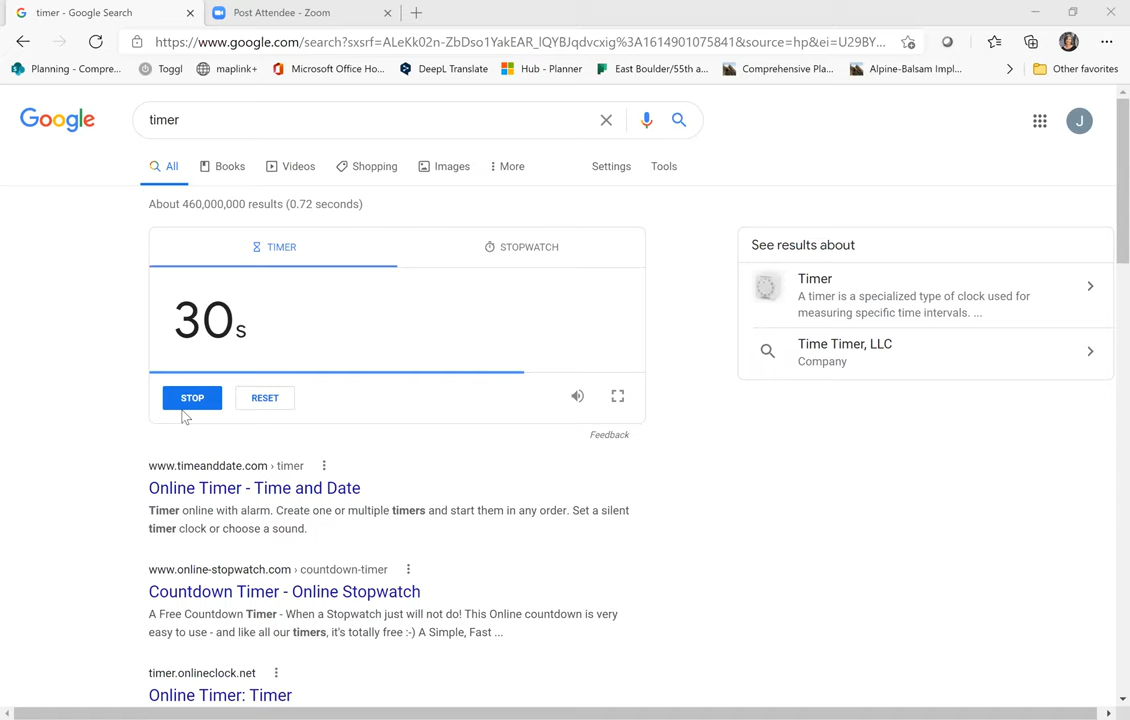 timer - Google Search
Post Attendee - Zoom
https://www.google.com/search?sxsrf=ALeKk02n-ZbDso1YakEAR_lQYBJqdvcxig%3A1614901075841&source=hp&ei=U29BY...
Planning - Compre...
Toggl
maplink+
Microsoft Office Ho...
DeepL Translate
Hub - Planner
East Boulder/55th a...
Comprehensive Pla...
Alpine-Balsam Impl...
Other favorites
Google
timer
J
All
Books
Videos
Shopping
Images
More
Settings
Tools
About 460,000,000 results (0.72 seconds)
TIMER
STOPWATCH
30s
STOP
RESET
Feedback
See results about
Timer
A timer is a specialized type of clock used for
measuring specific time intervals. ...
Time Timer, LLC
Company
www.timeanddate.com › timer
Online Timer - Time and Date
Timer online with alarm. Create one or multiple timers and start them in any order. Set a silent
timer clock or choose a sound.
www.online-stopwatch.com › countdown-timer
Countdown Timer - Online Stopwatch
A Free Countdown Timer - When a Stopwatch just will not do! This Online countdown is very
easy to use - and like all our timers, it's totally free :-) A Simple, Fast ...
timer.onlineclock.net
Online Timer: Timer